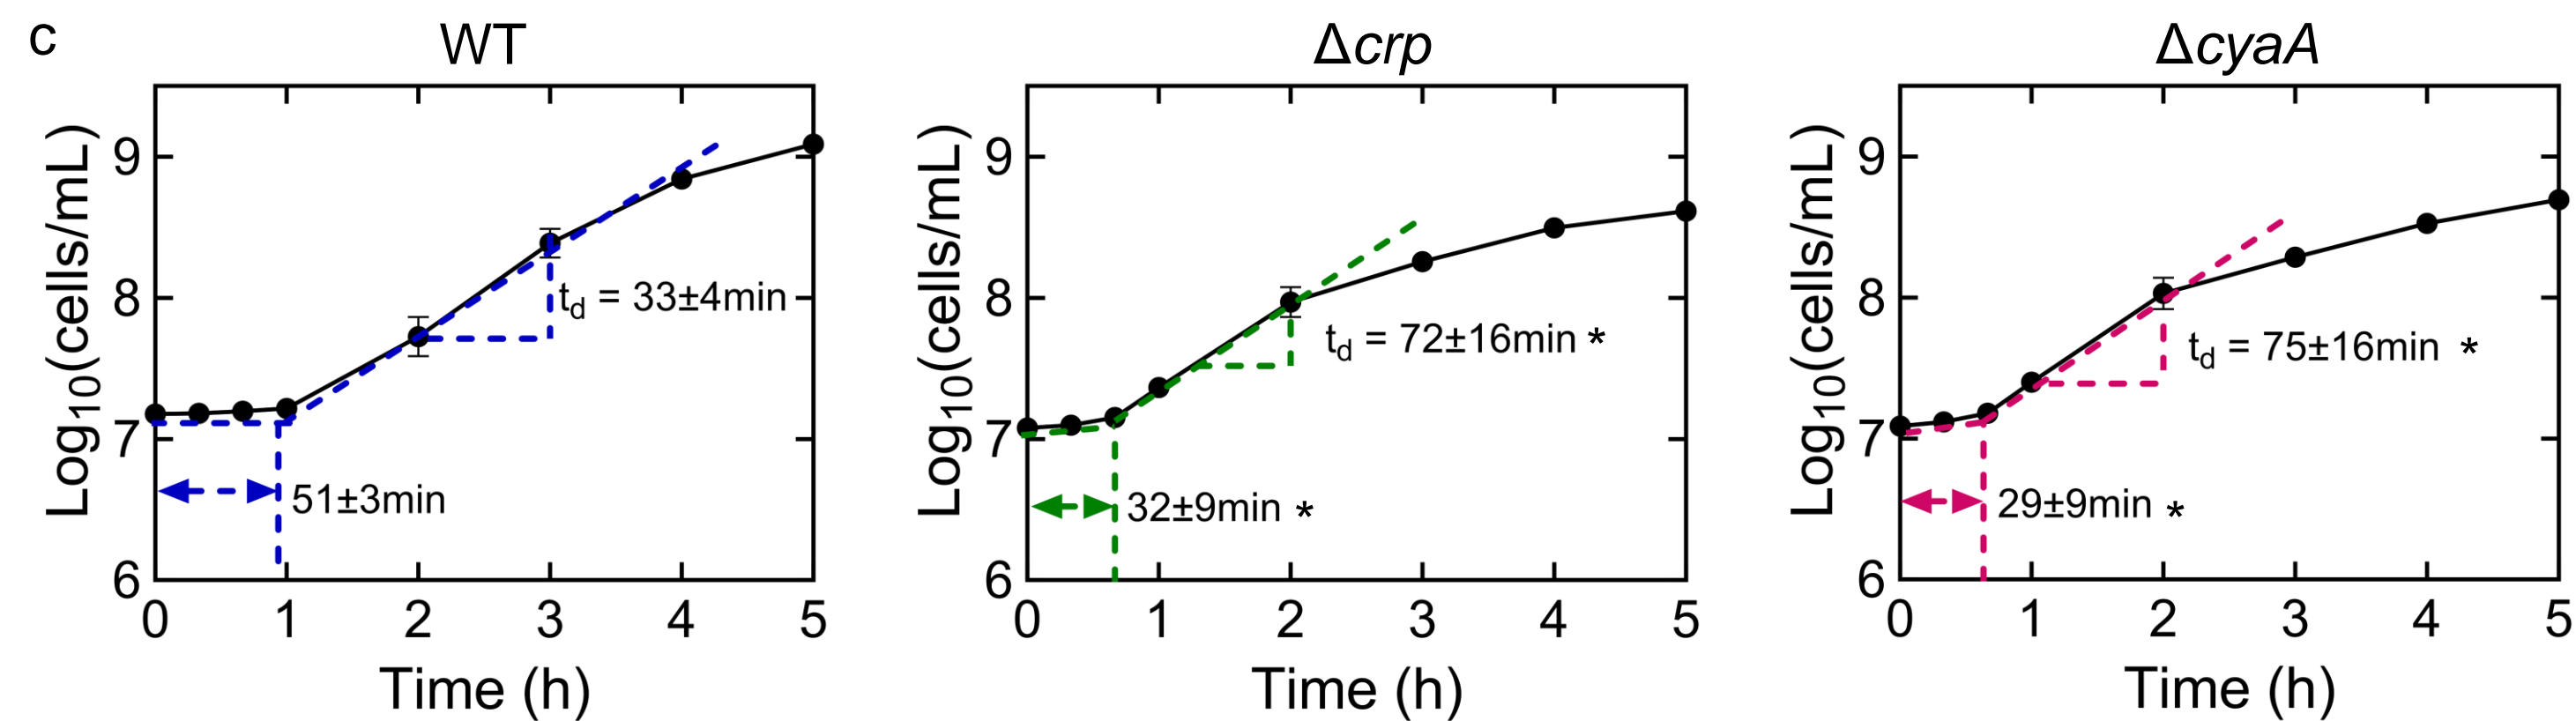 c
WT
Log10(cells/mL)
9
8
7
6
td = 33±4min
51±3min
0 1 2 3 4 5
Time (h)
Δcrp
Log10(cells/mL)
9
8
7
6
td = 72±16min *
32±9min *
0 1 2 3 4 5
Time (h)
ΔcyaA
Log10(cells/mL)
9
8
7
6
td = 75±16min *
29±9min *
0 1 2 3 4 5
Time (h)